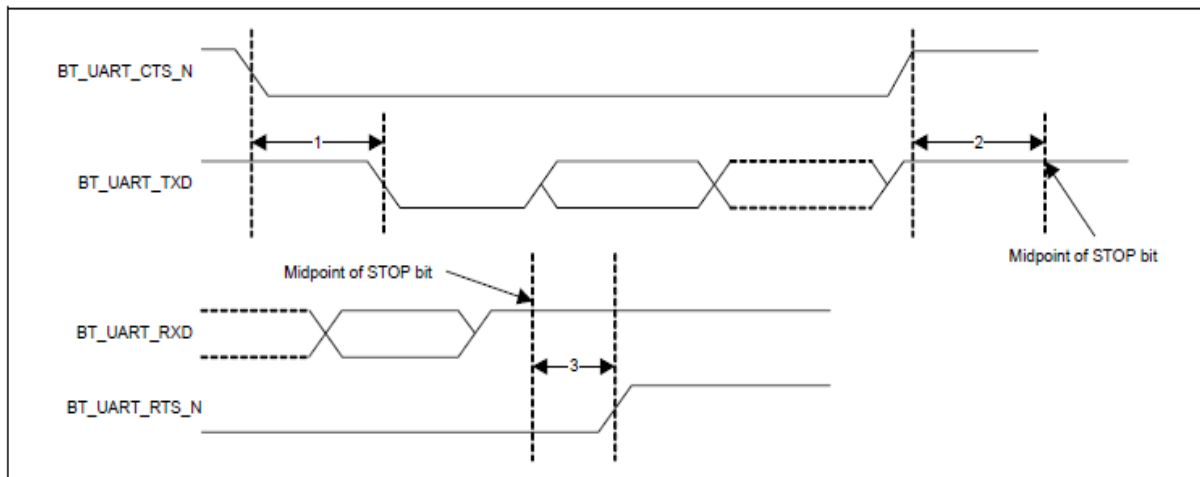 BT_UART_CTS_N
1
2
BT_UART_TXD
Midpoint of STOP bit
Midpoint of STOP bit
BT_UART_RXD
3
BT_UART_RTS_N